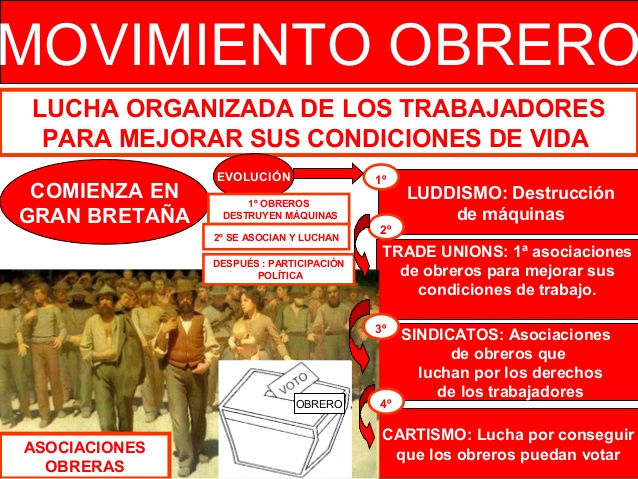 MOVIMIENTO OBRERO
LUCHA ORGANIZADA DE LOS TRABAJADORES
PARA MEJORAR SUS CONDICIONES DE VIDA
COMIENZA EN
GRAN BRETAÑA
EVOLUCIÓN
1º OBREROS
DESTRUYEN MÁQUINAS
2º SE ASOCIAN Y LUCHAN
DESPUÉS : PARTICIPACIÓN
POLÍTICA
1º
LUDDISMO: Destrucción
de máquinas
2º
TRADE UNIONS: 1ª asociaciones
de obreros para mejorar sus
condiciones de trabajo.
3º
SINDICATOS: Asociaciones
de obreros que
luchan por los derechos
de los trabajadores
4º
CARTISMO: Lucha por conseguir
que los obreros puedan votar
VOTO
OBRERO
ASOCIACIONES
OBRERAS